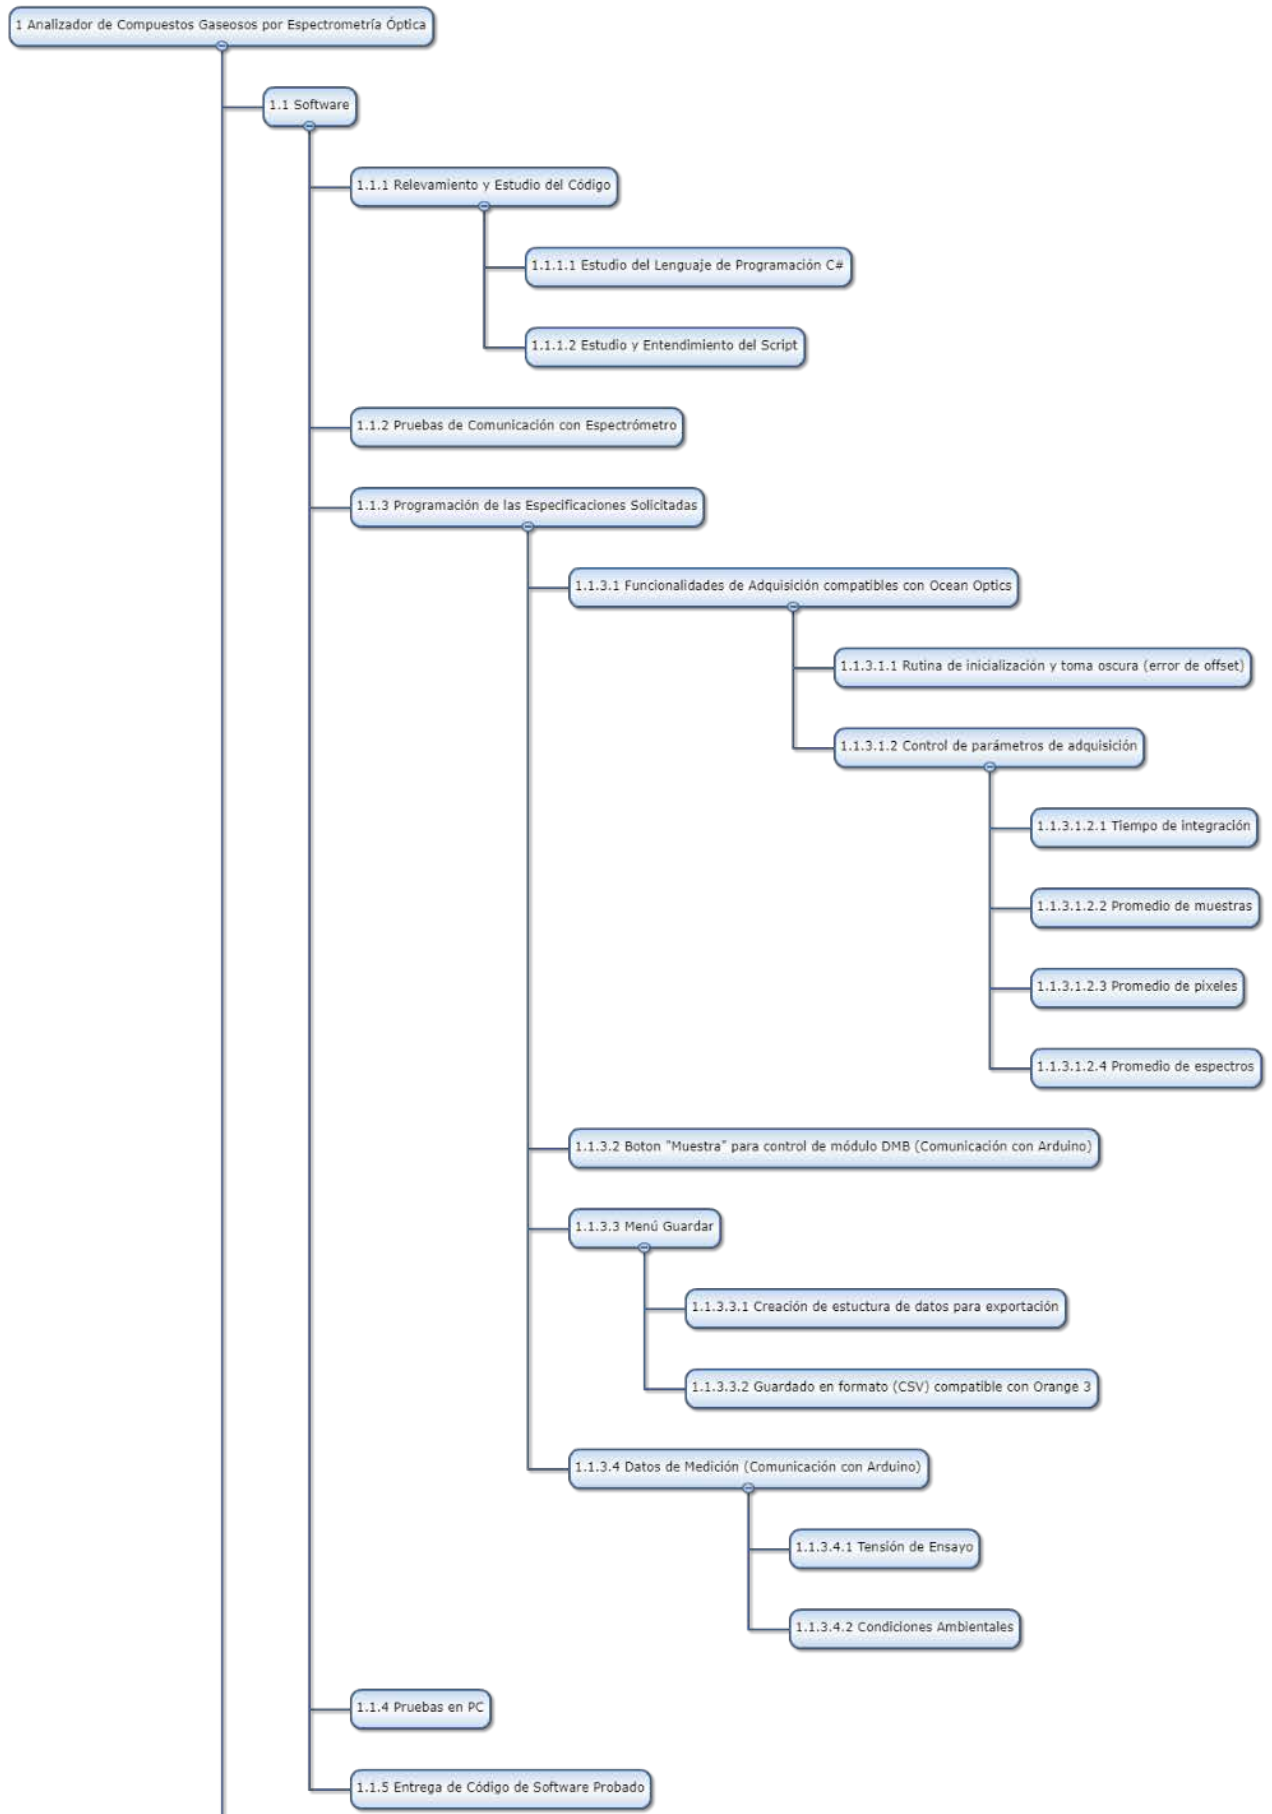 1 Analizador de Compuestos Gaseosos por Espectrometría Óptica
1.1 Software
1.1.1 Relevamiento y Estudio del Código
1.1.1.1 Estudio del Lenguaje de Programación C#
1.1.1.2 Estudio y Entendimiento del Script
1.1.2 Pruebas de Comunicación con Espectrómetro
1.1.3 Programación de las Especificaciones Solicitadas
1.1.3.1 Funcionalidades de Adquisición compatibles con Ocean Optics
1.1.3.1.1 Rutina de inicialización y toma oscura (error de offset)
1.1.3.1.2 Control de parámetros de adquisición
1.1.3.1.2.1 Tiempo de integración
1.1.3.1.2.2 Promedio de muestras
1.1.3.1.2.3 Promedio de pixeles
1.1.3.1.2.4 Promedio de espectros
1.1.3.2 Boton "Muestra" para control de módulo DMB (Comunicación con Arduino)
1.1.3.3 Menú Guardar
1.1.3.3.1 Creación de estuctura de datos para exportación
1.1.3.3.2 Guardado en formato (CSV) compatible con Orange 3
1.1.3.4 Datos de Medición (Comunicación con Arduino)
1.1.3.4.1 Tensión de Ensayo
1.1.3.4.2 Condiciones Ambientales
1.1.4 Pruebas en PC
1.1.5 Entrega de Código de Software Probado